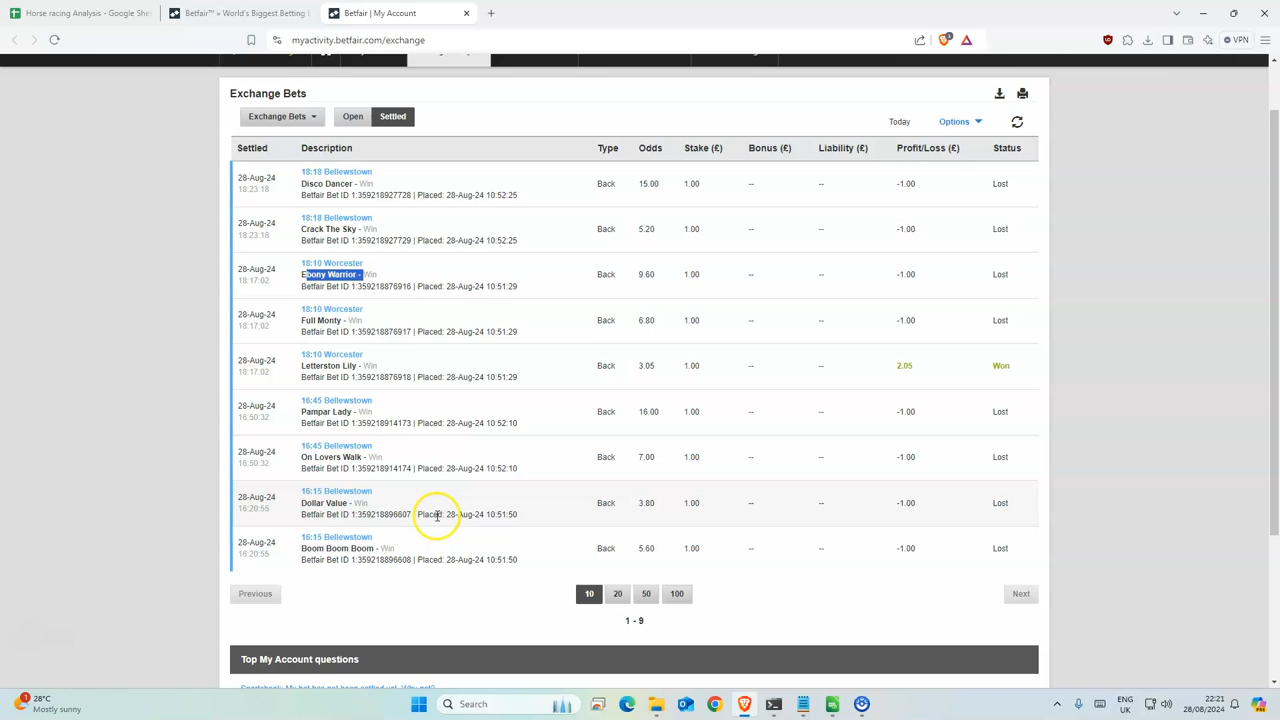 Horse racing Analysis - Google She
Betfair™ » World's Biggest Betting
Betfair | My Account
myactivity.betfair.com/exchange
VPN
Exchange Bets
Exchange Bets Open Settled
Today Options
Settled Description Type Odds Stake (£) Bonus (£) Liability (£) Profit/Loss (£) Status
28-Aug-24
18:23:18
18:18 Bellewstown
Disco Dancer - Win
Betfair Bet ID 1:359218927728 | Placed: 28-Aug-24 10:52:25
Back 15.00 1.00 -- -- -1.00 Lost
28-Aug-24
18:23:18
18:18 Bellewstown
Crack The Sky - Win
Betfair Bet ID 1:359218927729 | Placed: 28-Aug-24 10:52:25
Back 5.20 1.00 -- -- -1.00 Lost
28-Aug-24
18:17:02
18:10 Worcester
Ebony Warrior - Win
Betfair Bet ID 1:359218876916 | Placed: 28-Aug-24 10:51:29
Back 9.60 1.00 -- -- -1.00 Lost
28-Aug-24
18:17:02
18:10 Worcester
Full Monty - Win
Betfair Bet ID 1:359218876917 | Placed: 28-Aug-24 10:51:29
Back 6.80 1.00 -- -- -1.00 Lost
28-Aug-24
18:17:02
18:10 Worcester
Letterston Lily - Win
Betfair Bet ID 1:359218876918 | Placed: 28-Aug-24 10:51:29
Back 3.05 1.00 -- -- 2.05 Won
28-Aug-24
16:50:32
16:45 Bellewstown
Pampar Lady - Win
Betfair Bet ID 1:359218914173 | Placed: 28-Aug-24 10:52:10
Back 16.00 1.00 -- -- -1.00 Lost
28-Aug-24
16:50:32
16:45 Bellewstown
On Lovers Walk - Win
Betfair Bet ID 1:359218914174 | Placed: 28-Aug-24 10:52:10
Back 7.00 1.00 -- -- -1.00 Lost
28-Aug-24
16:20:55
16:15 Bellewstown
Dollar Value - Win
Betfair Bet ID 1:359218896607 | Placed: 28-Aug-24 10:51:50
Back 3.80 1.00 -- -- -1.00 Lost
28-Aug-24
16:20:55
16:15 Bellewstown
Boom Boom Boom - Win
Betfair Bet ID 1:359218896608 | Placed: 28-Aug-24 10:51:50
Back 5.60 1.00 -- -- -1.00 Lost
Previous 10 20 50 100 Next
1 - 9
Top My Account questions
28°C
Mostly sunny
Search
ENG
UK
22:21
28/08/2024